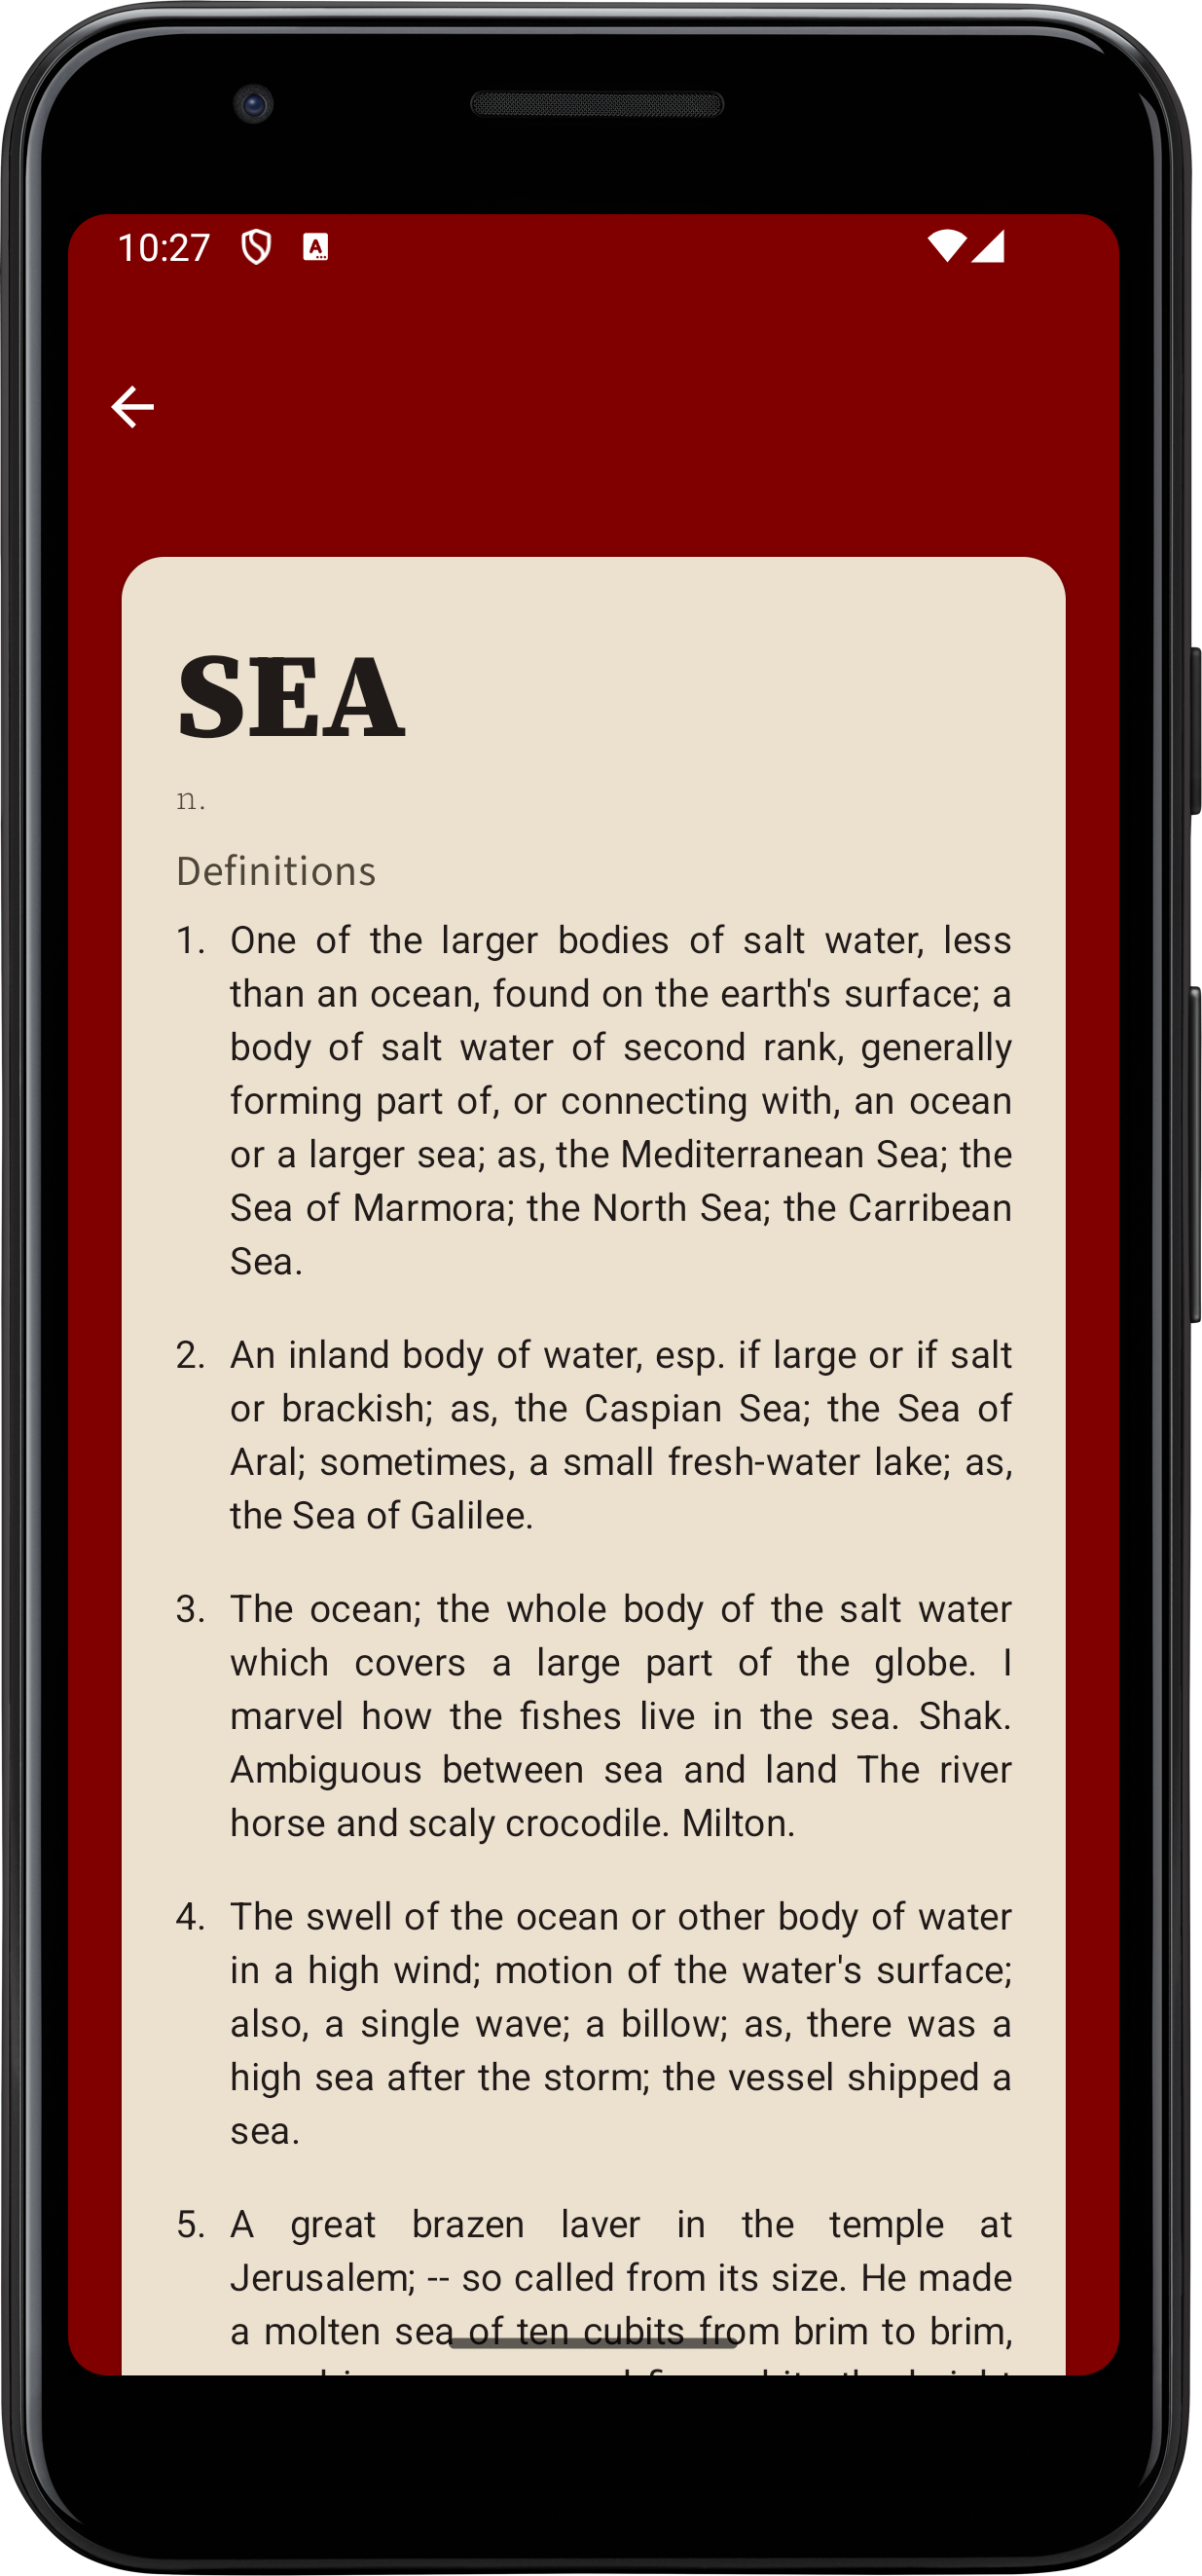 10:27
SEA
n.
Definitions
1. One of the larger bodies of salt water, less
than an ocean, found on the earth's surface; a
body of salt water of second rank, generally
forming part of, or connecting with, an ocean
or a larger sea; as, the Mediterranean Sea; the
Sea of Marmora; the North Sea; the Carribean
Sea.
2. An inland body of water, esp. if large or if salt
or brackish; as, the Caspian Sea; the Sea of
Aral; sometimes, a small fresh-water lake; as,
the Sea of Galilee.
3. The ocean; the whole body of the salt water
which covers a large part of the globe. I
marvel how the fishes live in the sea. Shak.
Ambiguous between sea and land The river
horse and scaly crocodile. Milton.
4. The swell of the ocean or other body of water
in a high wind; motion of the water's surface;
also, a single wave; a billow; as, there was a
high sea after the storm; the vessel shipped a
sea.
5. A great brazen laver in the temple at
Jerusalem; -- so called from its size. He made
a molten sea of ten cubits from brim to brim,